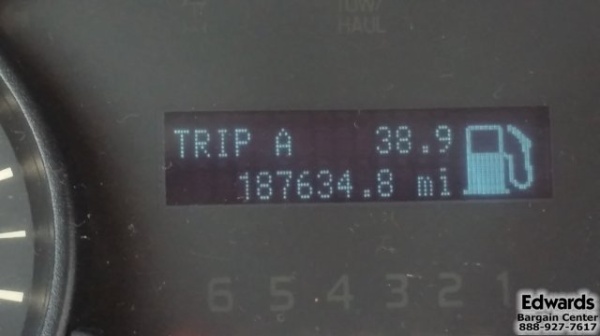 TOW/
HAUL
TRIP A 38.9
187634.8 mi
6 5 4 3 2 1
Edwards
Bargain Center
888-927-7617